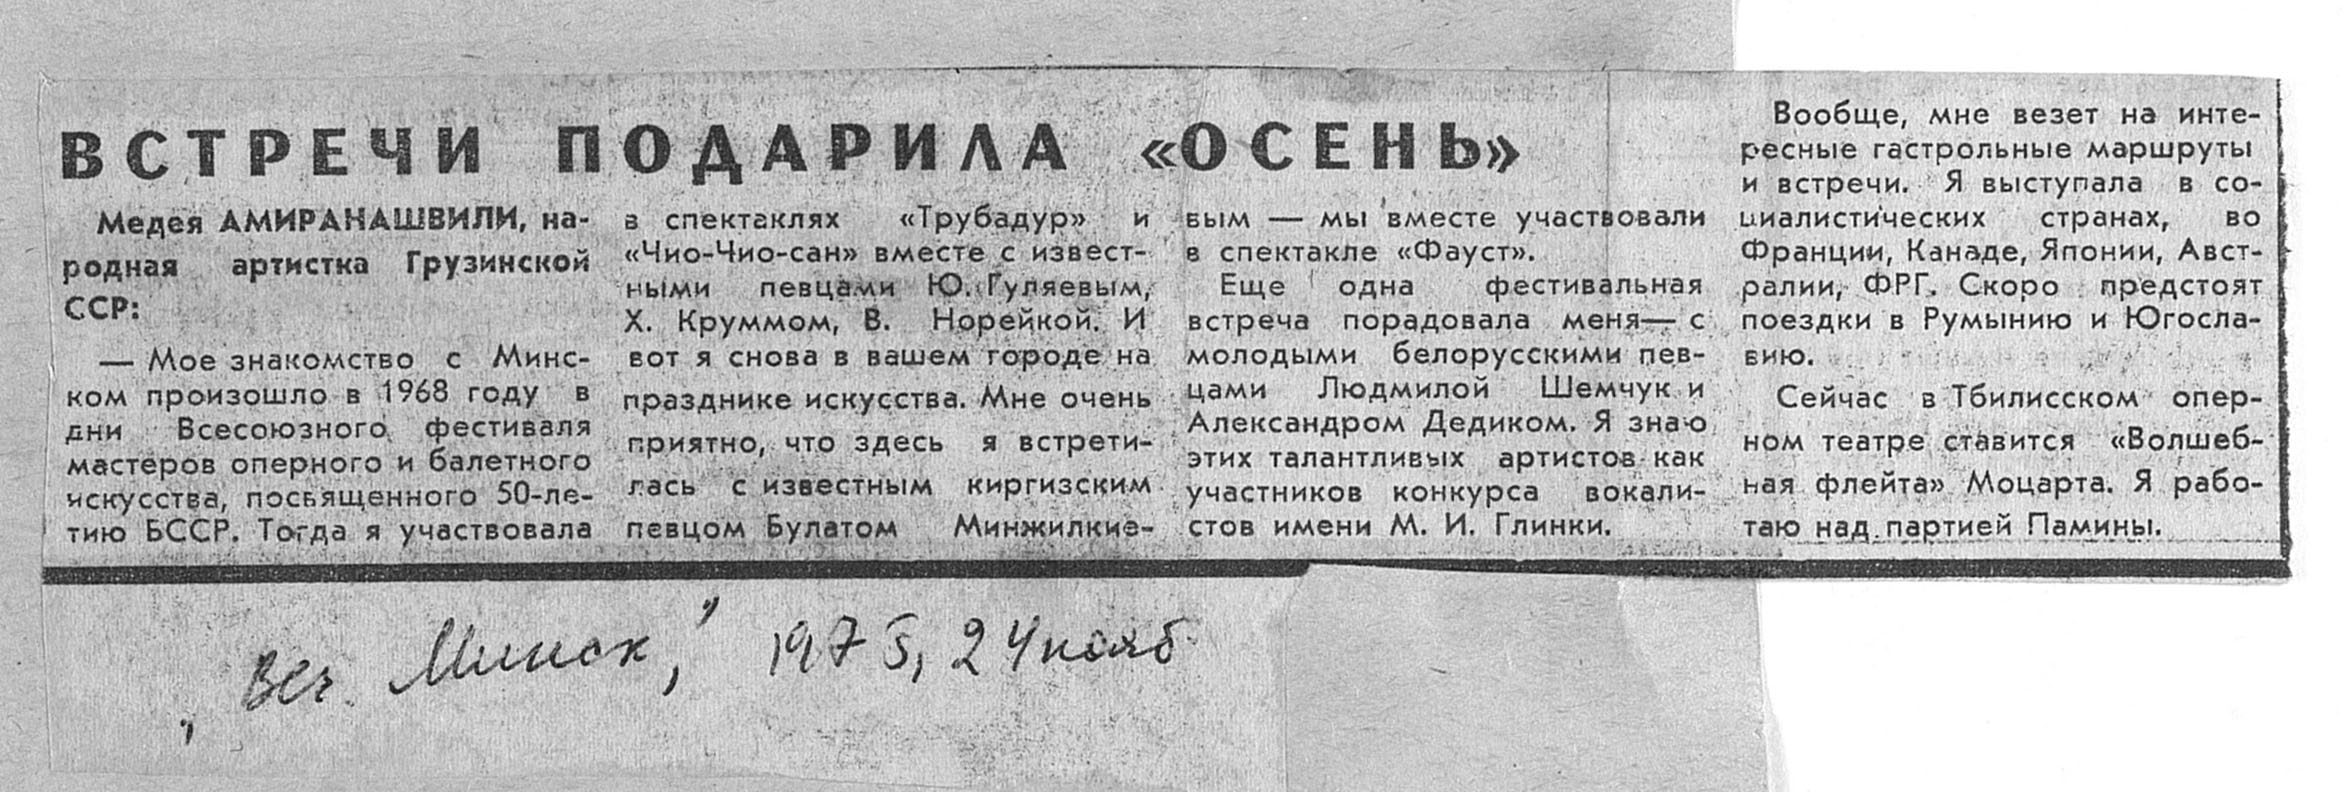 ВСТРЕЧИ ПОДАРИЛА «ОСЕНЬ»
Медея АМИРАНАШВИЛИ, на-
родная артистка Грузинской
ССР:
— Мое знакомство с Минс-
ком произошло в 1968 году в
дни Всесоюзного фестиваля
мастеров оперного и балетного
искусства, посвященного 50-ле-
тию БССР. Тогда я участвовала
в спектаклях «Трубадур» и
«Чио-Чио-сан» вместе с извест-
ными певцами Ю. Гуляевым,
Х. Круммом, В. Норейкой. И
вот я снова в вашем городе на
празднике искусства. Мне очень
приятно, что здесь я встрети-
лась с известным киргизским
певцом Булатом Минжилкие-
вым — мы вместе участвовали
в спектакле «Фауст».
Еще одна фестивальная
встреча порадовала меня— с
молодыми белорусскими пев-
цами Людмилой Шемчук и
Александром Дедиком. Я знаю
этих талантливых артистов как
участников конкурса вокали-
стов имени М. И. Глинки.
Вообще, мне везет на инте-
ресные гастрольные маршруты
и встречи. Я выступала в со-
циалистических странах, во
Франции, Канаде, Японии, Авст-
ралии, ФРГ. Скоро предстоят
поездки в Румынию и Югосла-
вию.
Сейчас в Тбилисском опер-
ном театре ставится «Волшеб-
ная флейта» Моцарта. Я рабо-
таю над партией Памины.
„Веч. Минск," 1975, 24 нояб